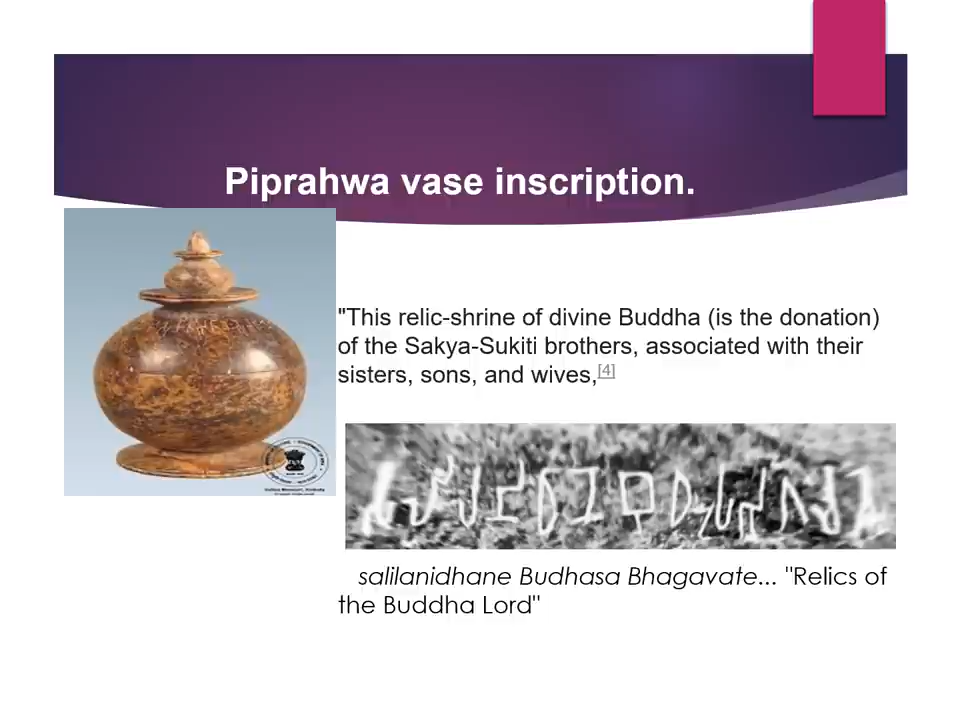 Piprahwa vase inscription.
"This relic-shrine of divine Buddha (is the donation)
of the Sakya-Sukiti brothers, associated with their
sisters, sons, and wives,[4]
salilanidhane Budhasa Bhagavate... "Relics of
the Buddha Lord"